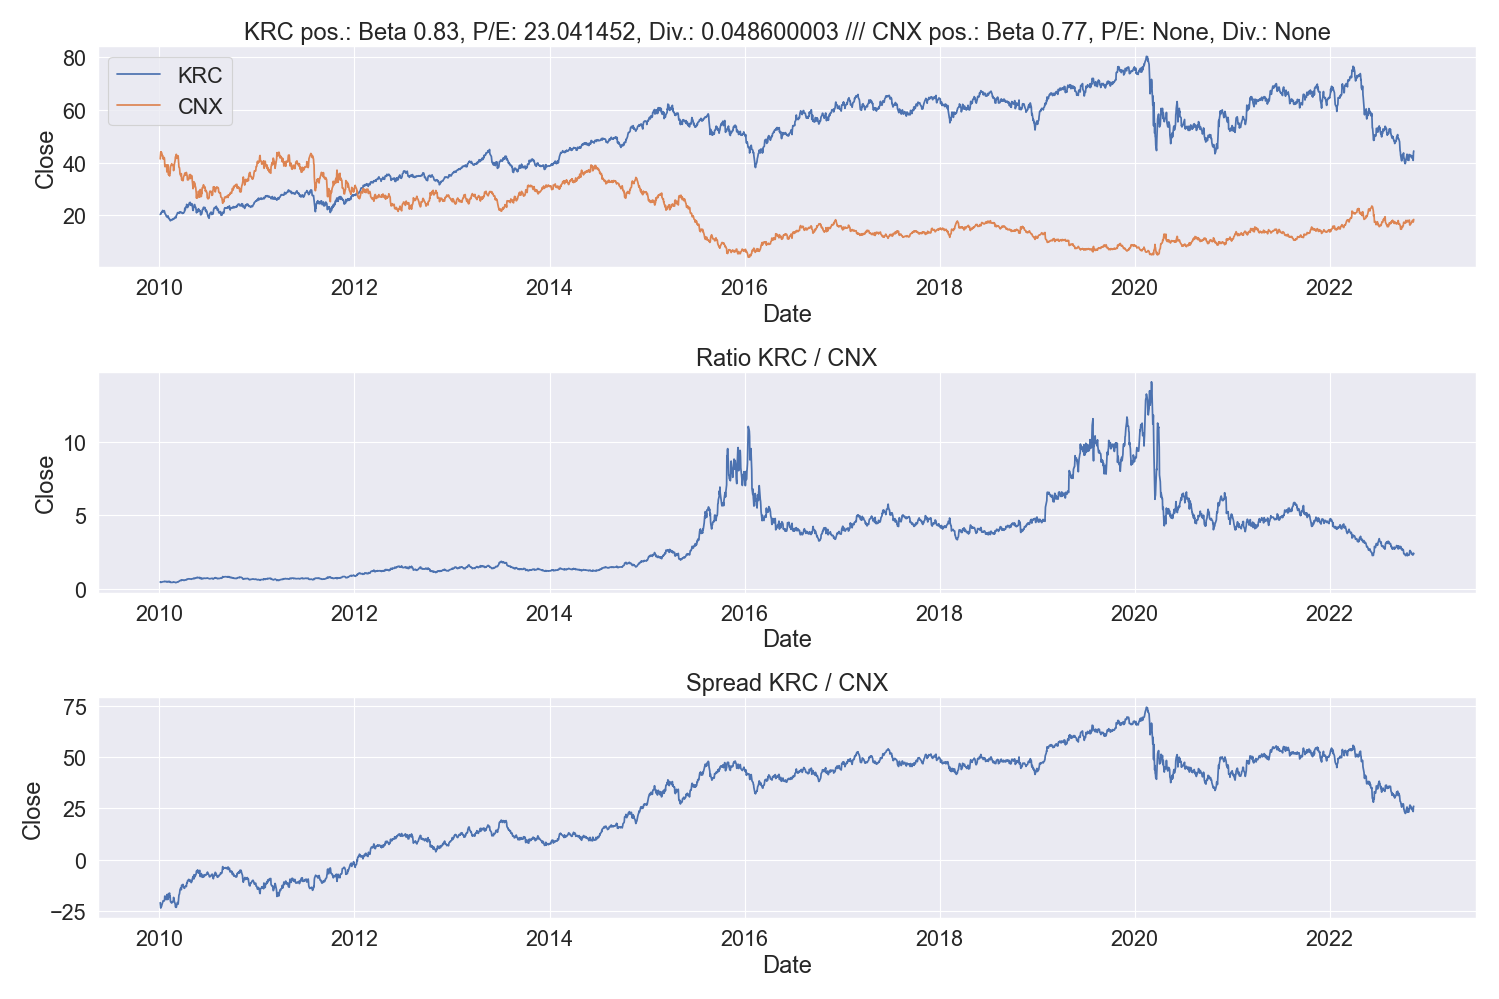 KRC pos.: Beta 0.83, P/E: 23.041452, Div.: 0.048600003 /// CNX pos.: Beta 0.77, P/E: None, Div.: None
80
60
40
20
Close
KRC
CNX
2010 2012 2014 2016 2018 2020 2022
Date
Ratio KRC / CNX
10
5
0
Close
2010 2012 2014 2016 2018 2020 2022
Date
Spread KRC / CNX
75
50
25
0
−25
Close
2010 2012 2014 2016 2018 2020 2022
Date